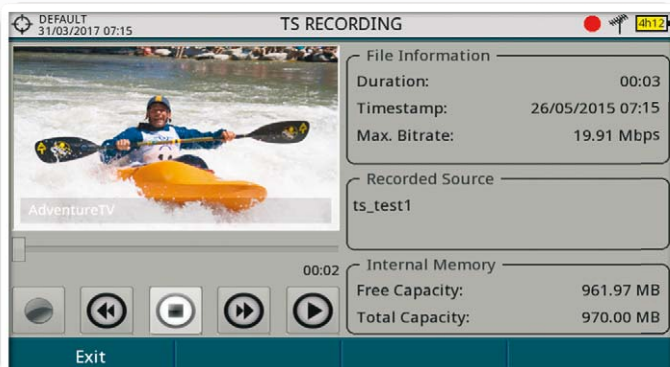 DEFAULT
31/03/2017 07:15
TS RECORDING
4h12
AdventureTV
00:02
File Information
Duration: 00:03
Timestamp: 26/05/2015 07:15
Max. Bitrate: 19.91 Mbps
Recorded Source
ts_test1
Internal Memory
Free Capacity: 961.97 MB
Total Capacity: 970.00 MB
Exit